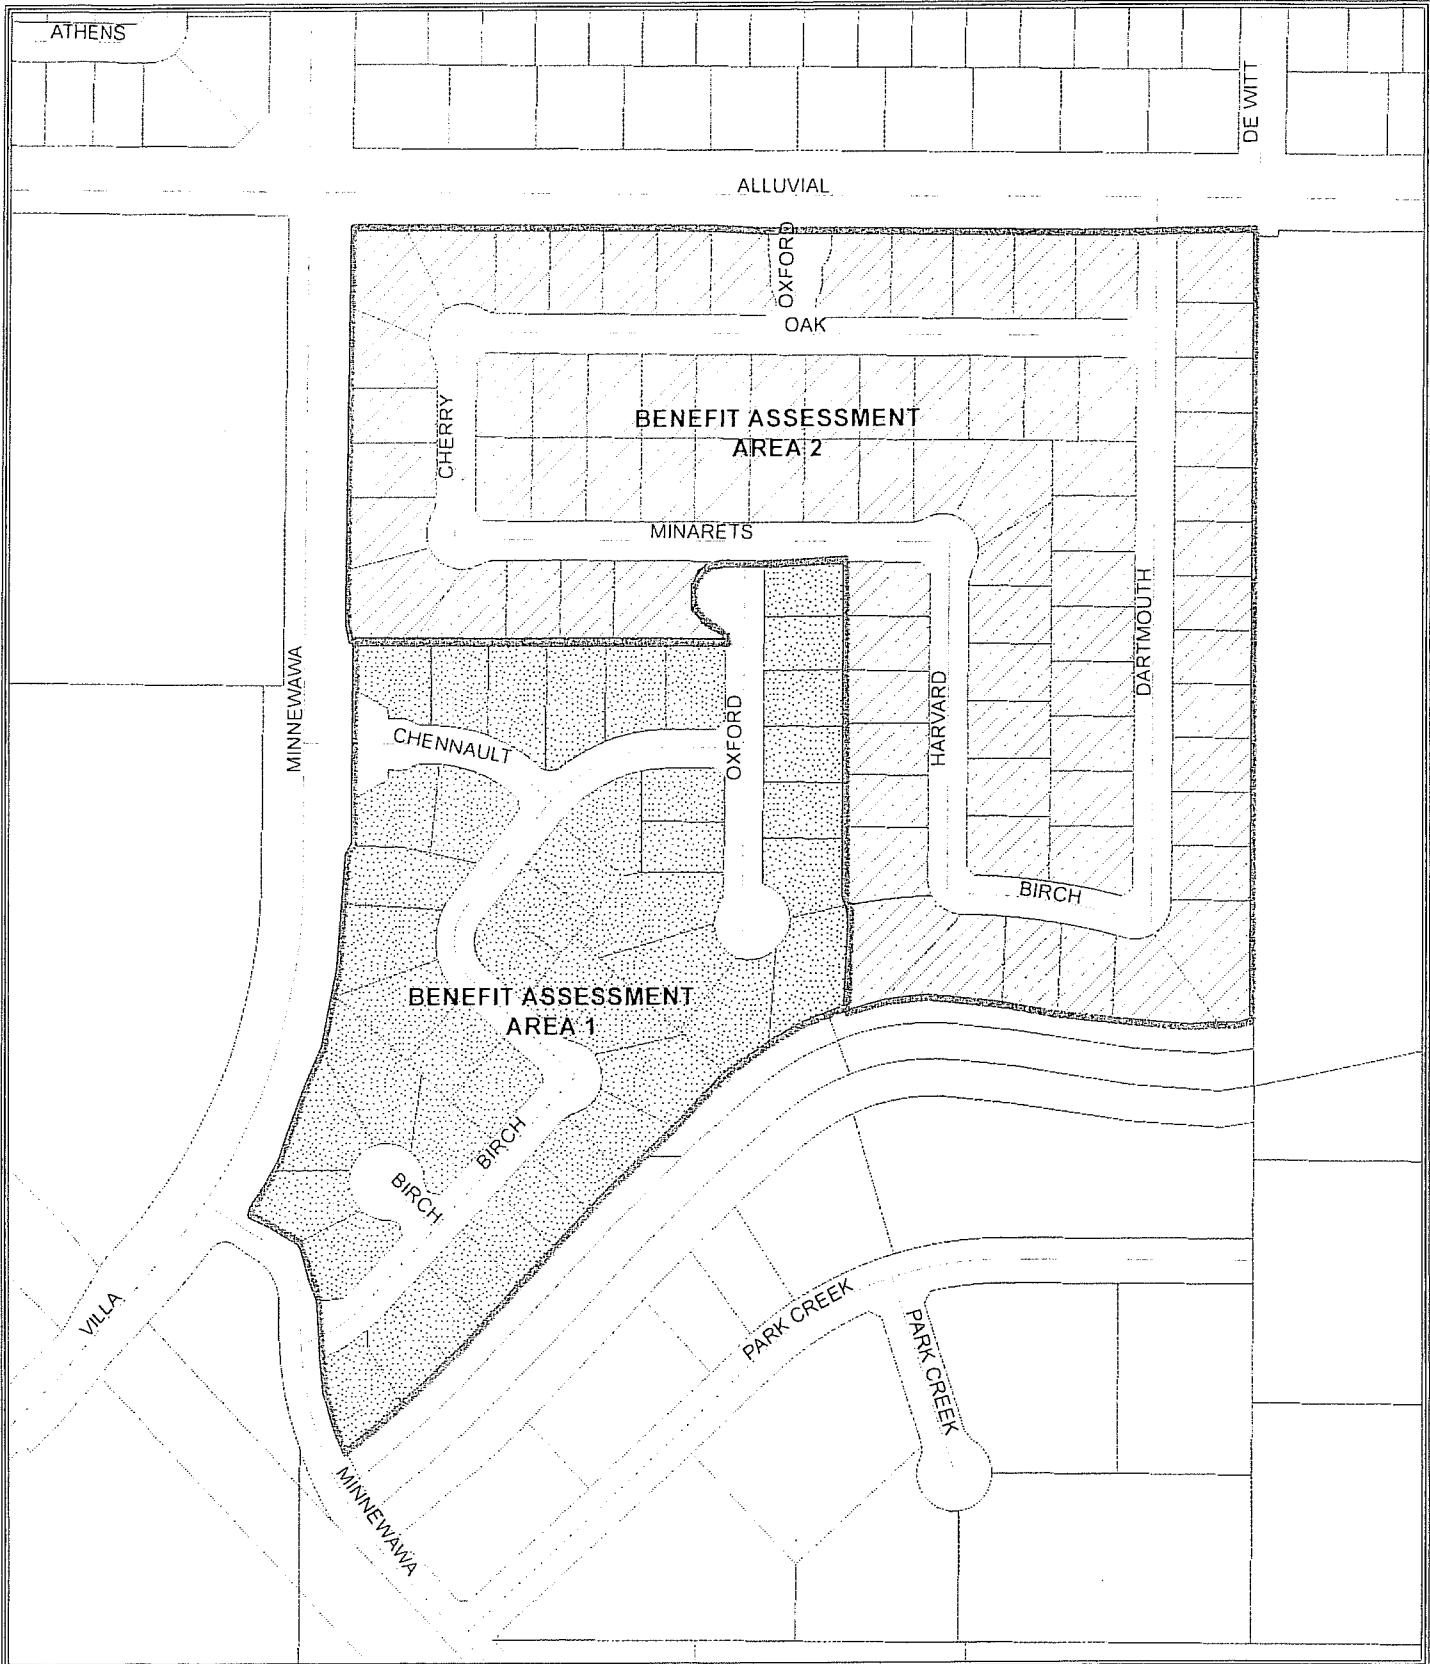 ATHENS
DE WITT
ALLUVIAL
OXFORD
OAK
CHERRY
BENEFIT ASSESSMENT
AREA 2
MINARETS
DARTMOUTH
MINNEWAWA
HARVARD
OXFORD
CHENNAULT
BIRCH
BENEFIT ASSESSMENT
AREA 1
BIRCH
BIRCH
VILLA
PARK CREEK
PARK CREEK
MINNEWAWA